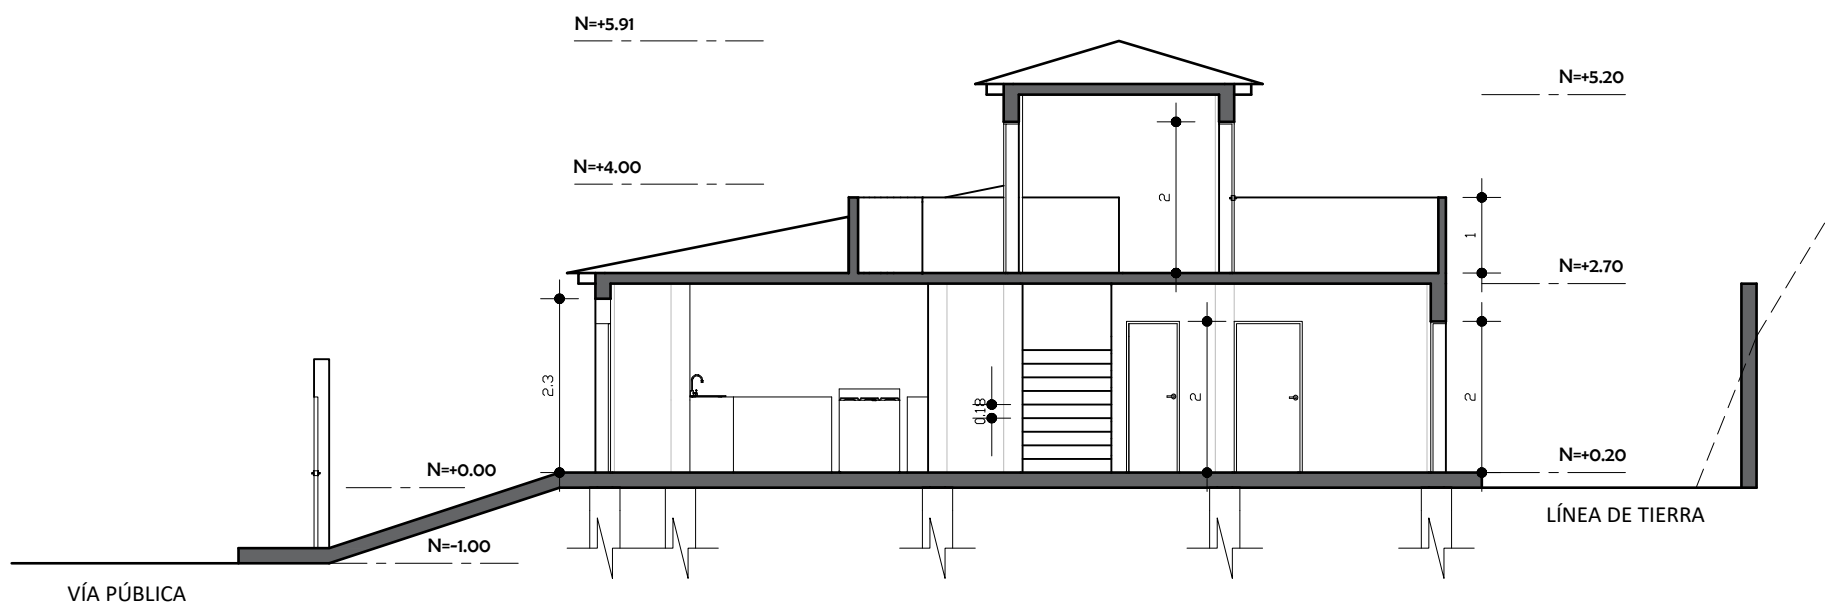 N=+5.91
N=+5.20
N=+4.00
2
1
N=+2.70
2.3
0.18
2
2
N=+0.00
N=+0.20
LÍNEA DE TIERRA
N=-1.00
VÍA PÚBLICA